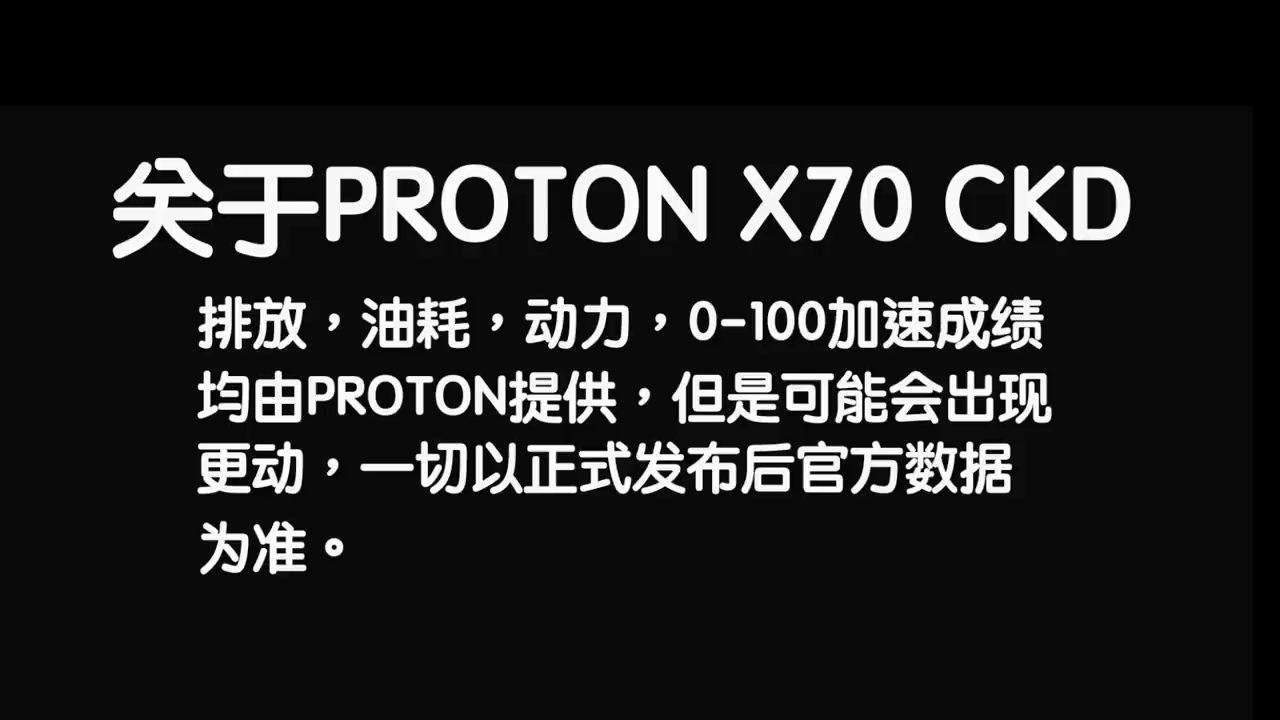 关于PROTON X70 CKD
排放，油耗，动力，0-100加速成绩
均由PROTON提供，但是可能会出现
更动，一切以正式发布后官方数据
为准。